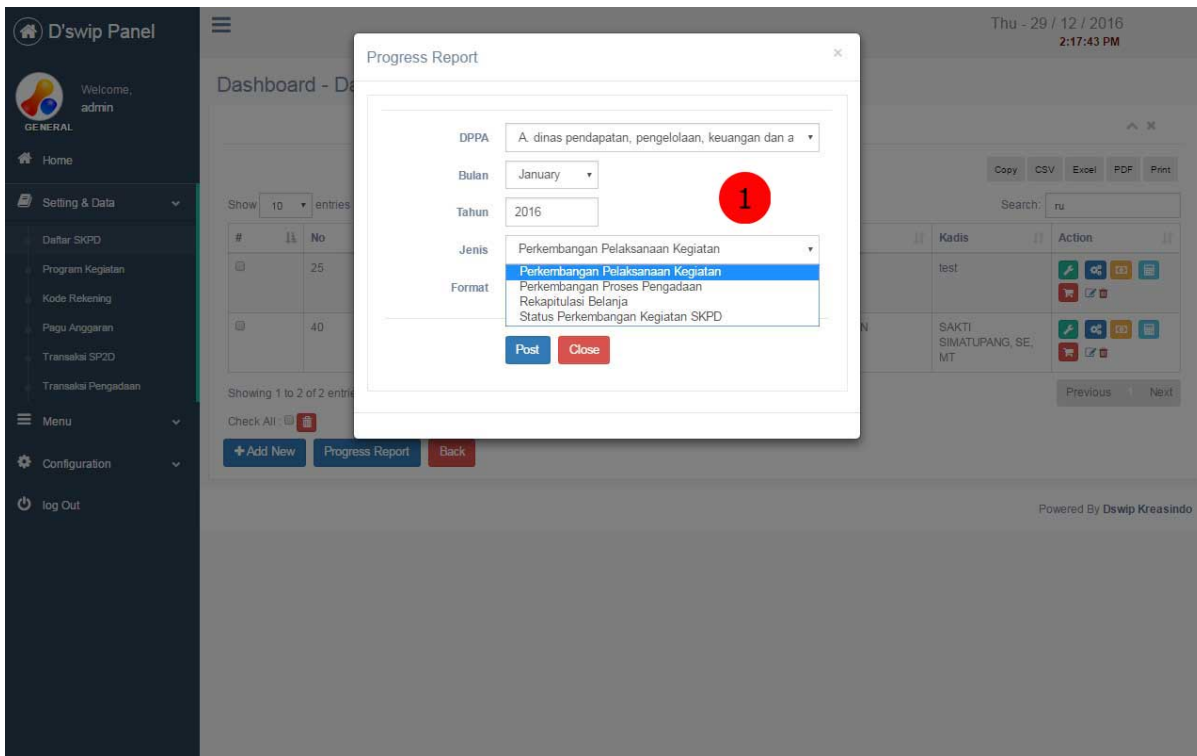 D'swip Panel
Thu - 29 / 12 / 2016
2:17:43 PM
Welcome,
admin
GENERAL
Home
Setting & Data
Daftar SKPD
Program Kegiatan
Kode Rekening
Pagu Anggaran
Transaksi SP2D
Transaksi Pengadaan
Menu
Configuration
log Out
Dashboard - Da
Copy CSV Excel PDF Print
Show 10 entries
Search: ru
# No Kadis Action
25 test
40 N SAKTI
SIMATUPANG, SE,
MT
Showing 1 to 2 of 2 entrie
Previous 1 Next
Check All :
Add New Progress Report Back
Powered By Dswip Kreasindo
Progress Report ×
DPPA A. dinas pendapatan, pengelolaan, keuangan dan a
Bulan January
Tahun 2016
1
Jenis Perkembangan Pelaksanaan Kegiatan
Perkembangan Pelaksanaan Kegiatan
Perkembangan Proses Pengadaan
Rekapitulasi Belanja
Status Perkembangan Kegiatan SKPD
Format
Post Close